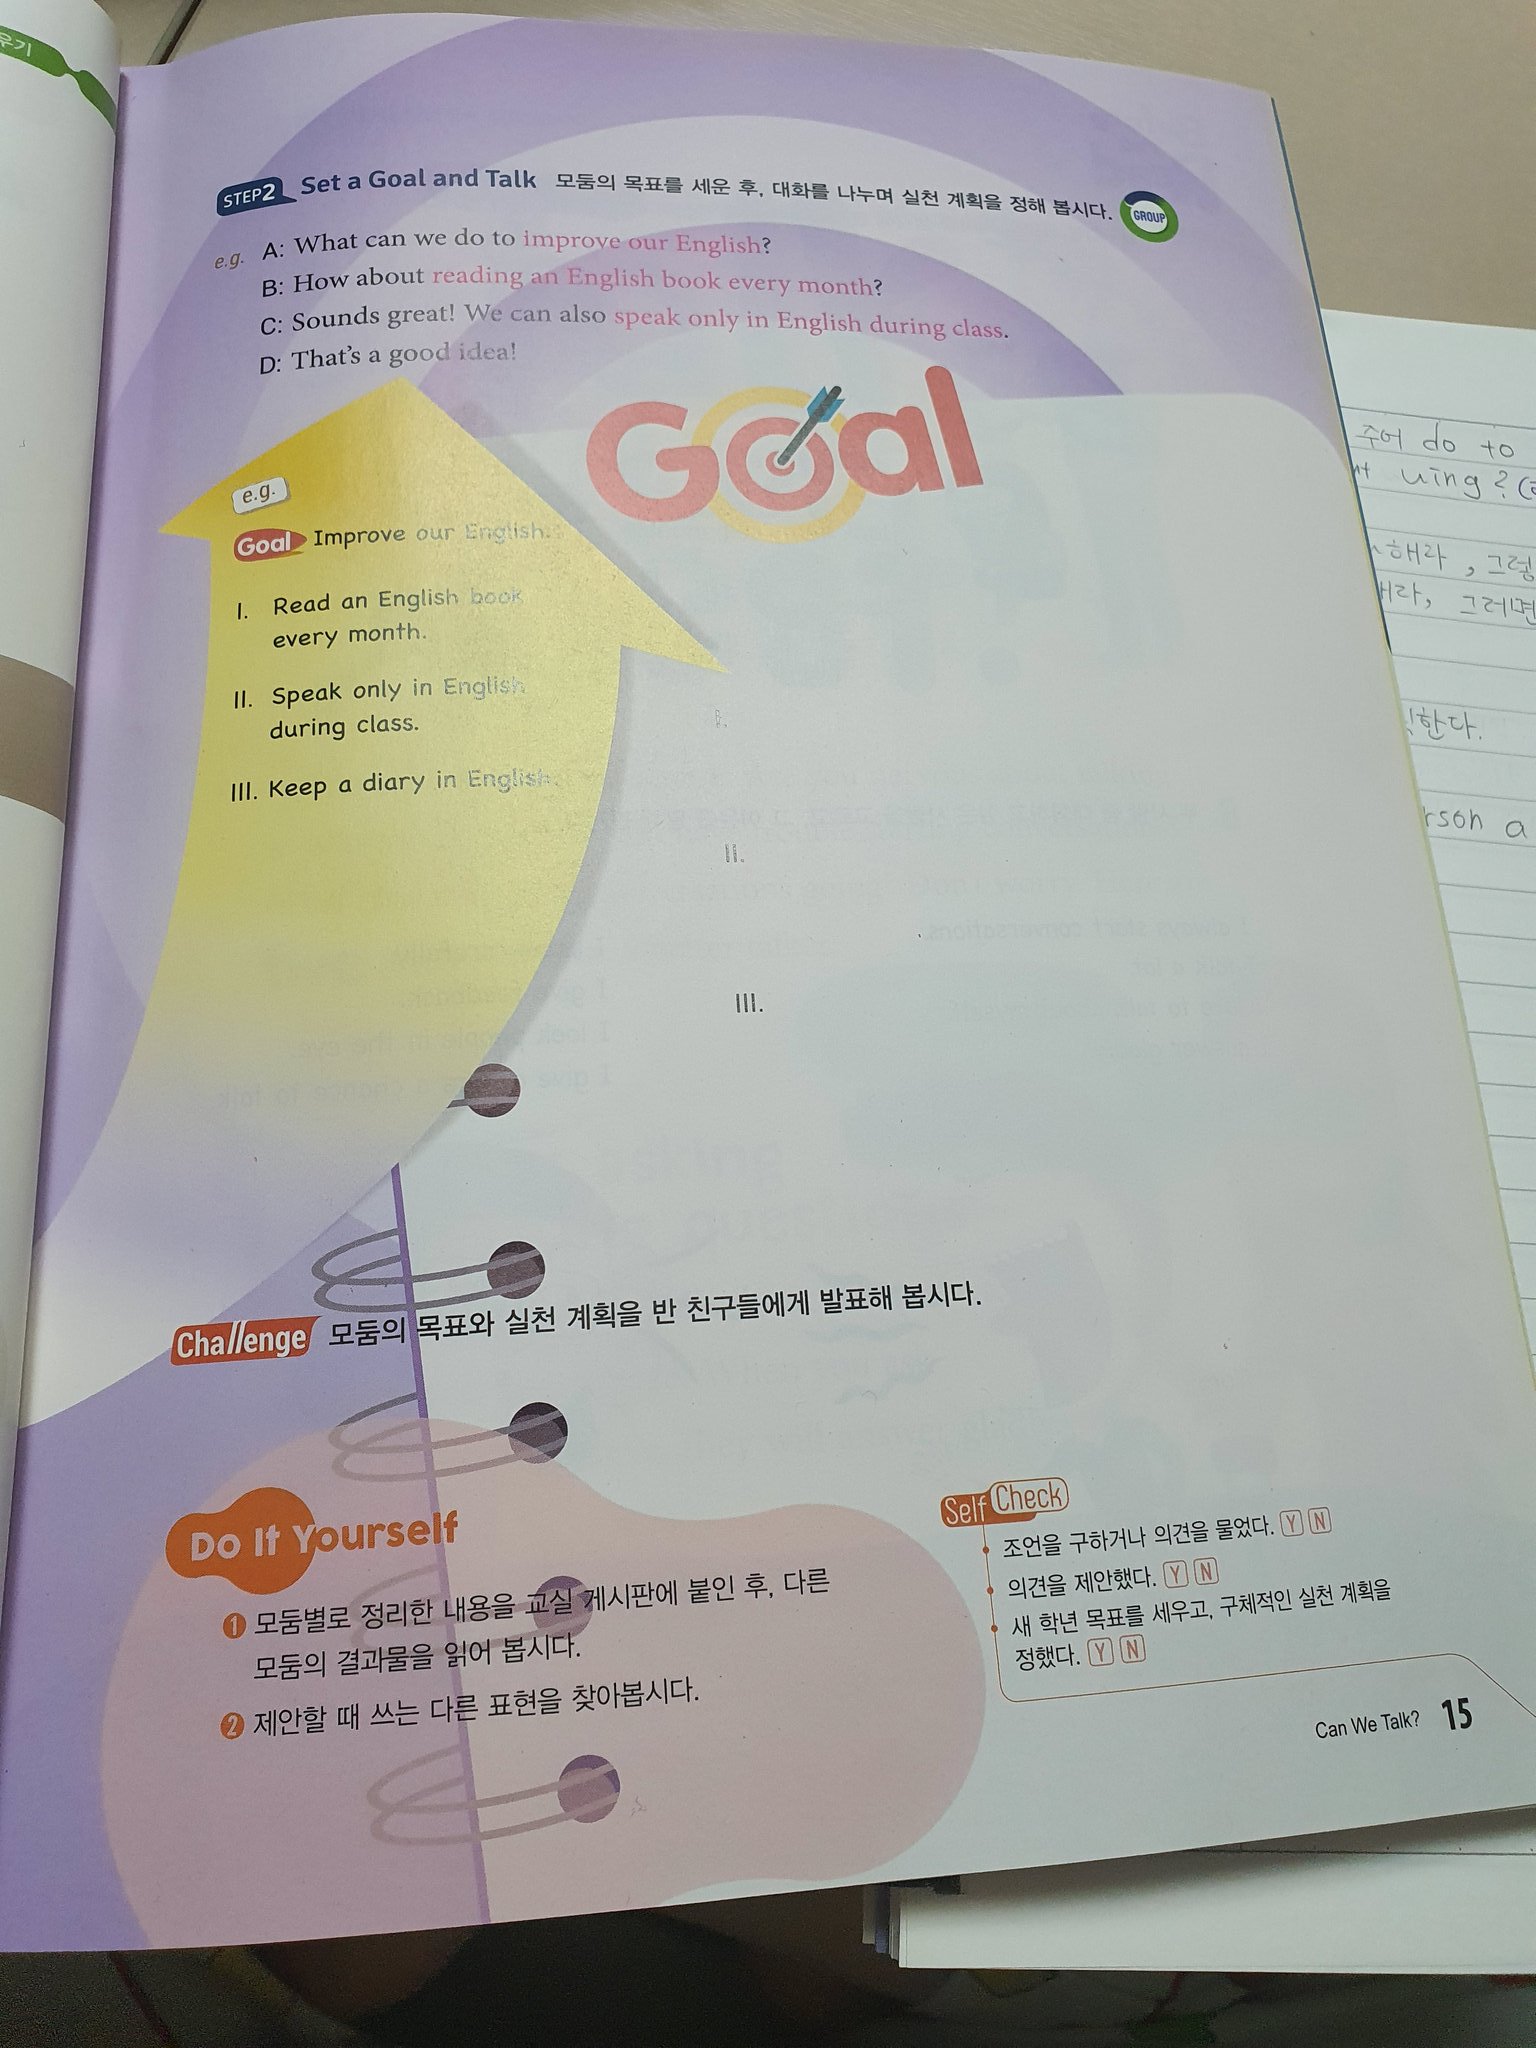 우기
STEP2 Set a Goal and Talk 모둠의 목표를 세운 후, 대화를 나누며 실천 계획을 정해 봅시다. GROUP
e.g. A: What can we do to improve our English?
B: How about reading an English book every month?
C: Sounds great! We can also speak only in English during class.
D: That's a good idea!
Goal
e.g.
Goal Improve our English.
I. Read an English book
every month.
II. Speak only in English
during class.
III. Keep a diary in English.
I.
II.
III.
Challenge 모둠의 목표와 실천 계획을 반 친구들에게 발표해 봅시다.
Do It Yourself
1 모둠별로 정리한 내용을 교실 게시판에 붙인 후, 다른
모둠의 결과물을 읽어 봅시다.
2 제안할 때 쓰는 다른 표현을 찾아봅시다.
Self Check
조언을 구하거나 의견을 물었다. Y N
의견을 제안했다. Y N
새 학년 목표를 세우고, 구체적인 실천 계획을
정했다. Y N
Can We Talk? 15
주어 do to
uing?
해라, 그렇
해라, 그러면
한다.
rson a